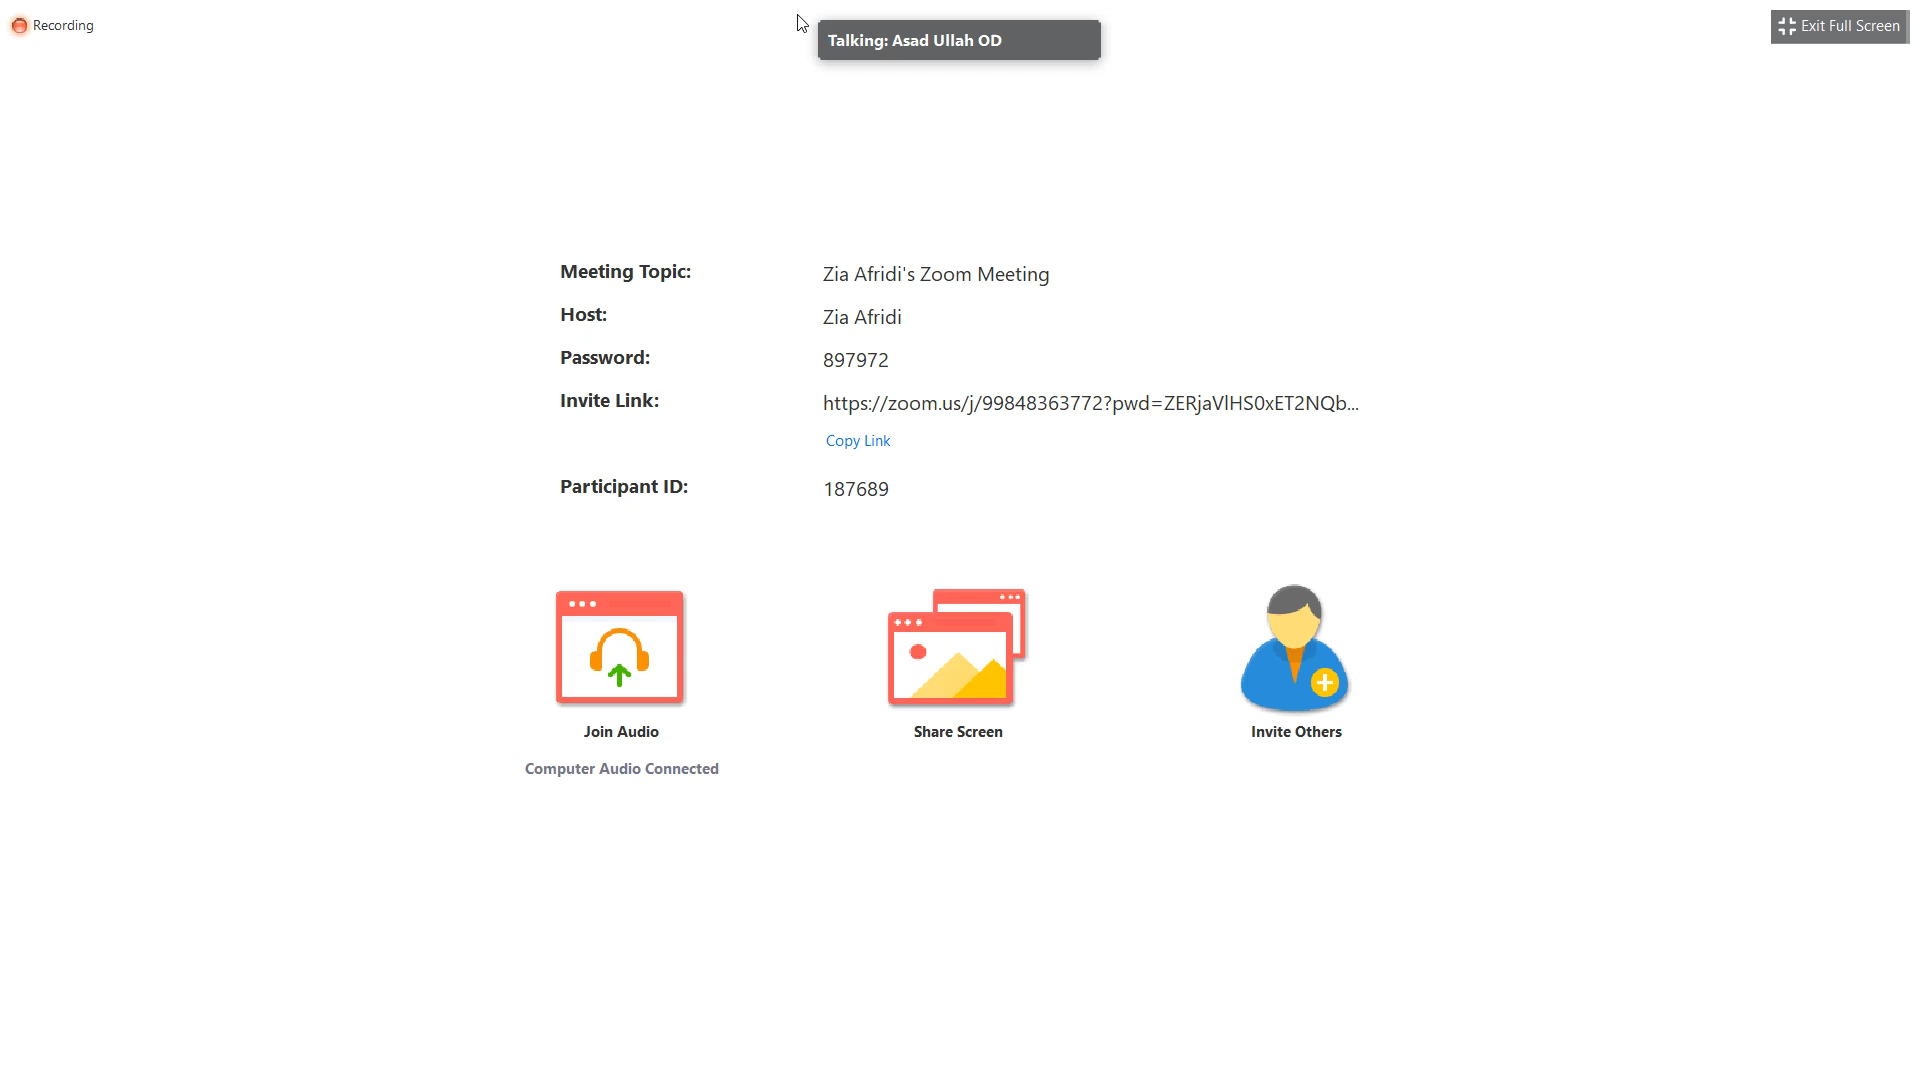 Recording
Talking: Asad Ullah OD
Exit Full Screen
Meeting Topic: Zia Afridi's Zoom Meeting
Host: Zia Afridi
Password: 897972
Invite Link: https://zoom.us/j/99848363772?pwd=ZERjaVlHS0xET2NQb...
Copy Link
Participant ID: 187689
Join Audio
Share Screen
Invite Others
Computer Audio Connected